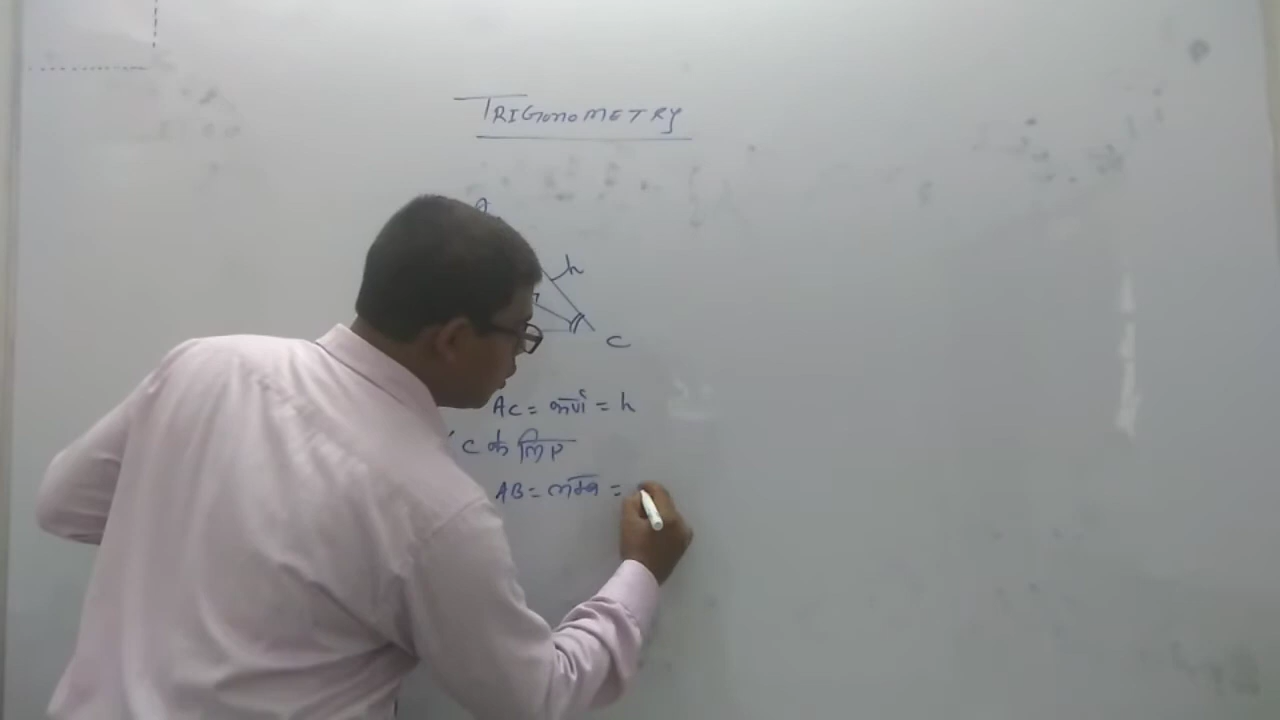 TRIGONOMETRY
A
h
C
AC = कर्ण = h
C के लिए
AB = लम्ब =